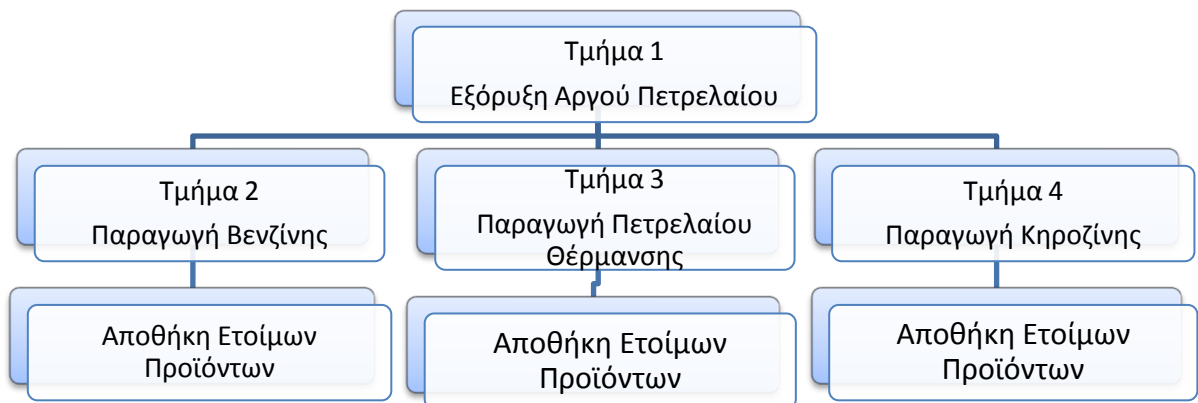 Τμήμα 1
Εξόρυξη Αργού Πετρελαίου
Τμήμα 2
Παραγωγή Βενζίνης
Τμήμα 3
Παραγωγή Πετρελαίου
Θέρμανσης
Τμήμα 4
Παραγωγή Κηροζίνης
Αποθήκη Ετοίμων
Προϊόντων
Αποθήκη Ετοίμων
Προϊόντων
Αποθήκη Ετοίμων
Προϊόντων